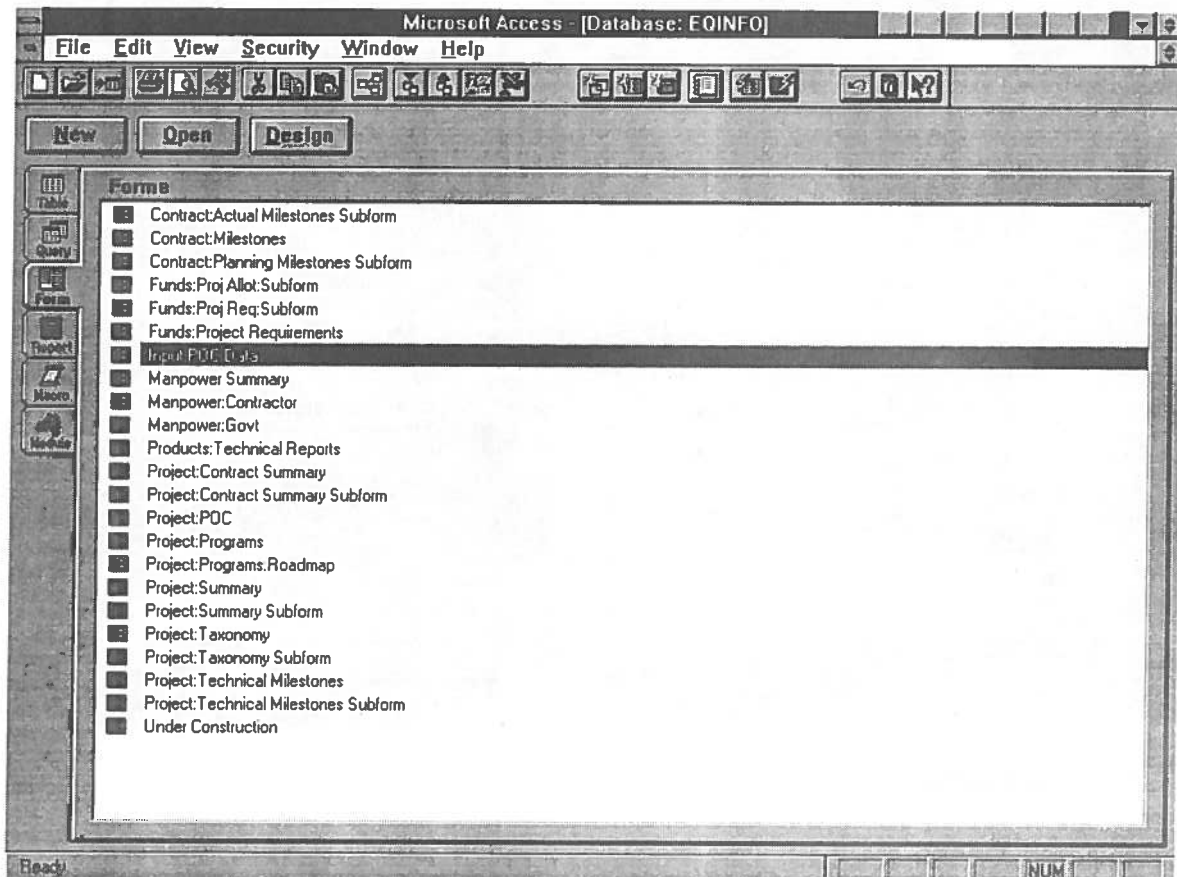 Microsoft Access - [Database: EQINFO]
File Edit View Security Window Help
New Open Design
Table
Query
Form
Report
Macro
Module
Forms
Contract:Actual Milestones Subform
Contract:Milestones
Contract:Planning Milestones Subform
Funds:Proj Allot:Subform
Funds:Proj Req:Subform
Funds:Project Requirements
Input POC Data
Manpower Summary
Manpower:Contractor
Manpower:Govt
Products:Technical Reports
Project:Contract Summary
Project:Contract Summary Subform
Project:POC
Project:Programs
Project:Programs.Roadmap
Project:Summary
Project:Summary Subform
Project:Taxonomy
Project:Taxonomy Subform
Project:Technical Milestones
Project:Technical Milestones Subform
Under Construction
Ready NUM